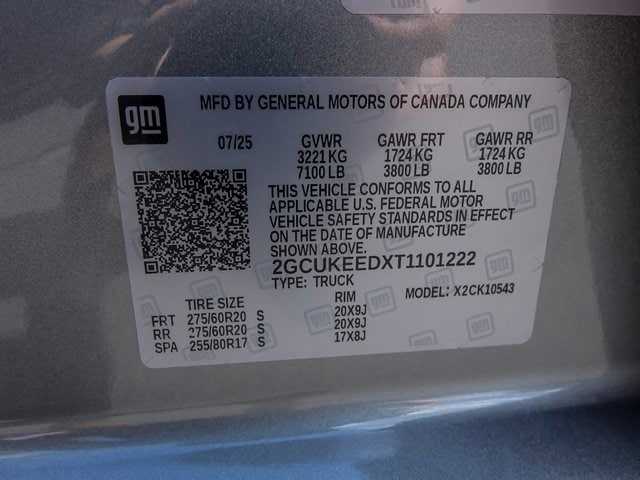 gm
MFD BY GENERAL MOTORS OF CANADA COMPANY
07/25 GVWR GAWR FRT GAWR RR
3221 KG 1724 KG 1724 KG
7100 LB 3800 LB 3800 LB
THIS VEHICLE CONFORMS TO ALL
APPLICABLE U.S. FEDERAL MOTOR
VEHICLE SAFETY STANDARDS IN EFFECT
ON THE DATE OF MANUFACTURE
SHOWN ABOVE.
2GCUKEEDXT1101222
TYPE: TRUCK MODEL: X2CK10543
TIRE SIZE RIM
FRT 275/60R20 S 20X9J
RR 275/60R20 S 20X9J
SPA 255/80R17 S 17X8J